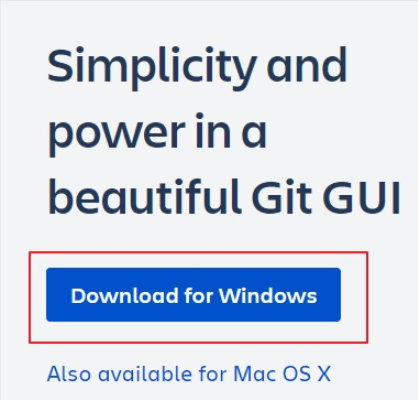 Simplicity and
power in a
beautiful Git GUI
Download for Windows
Also available for Mac OS X